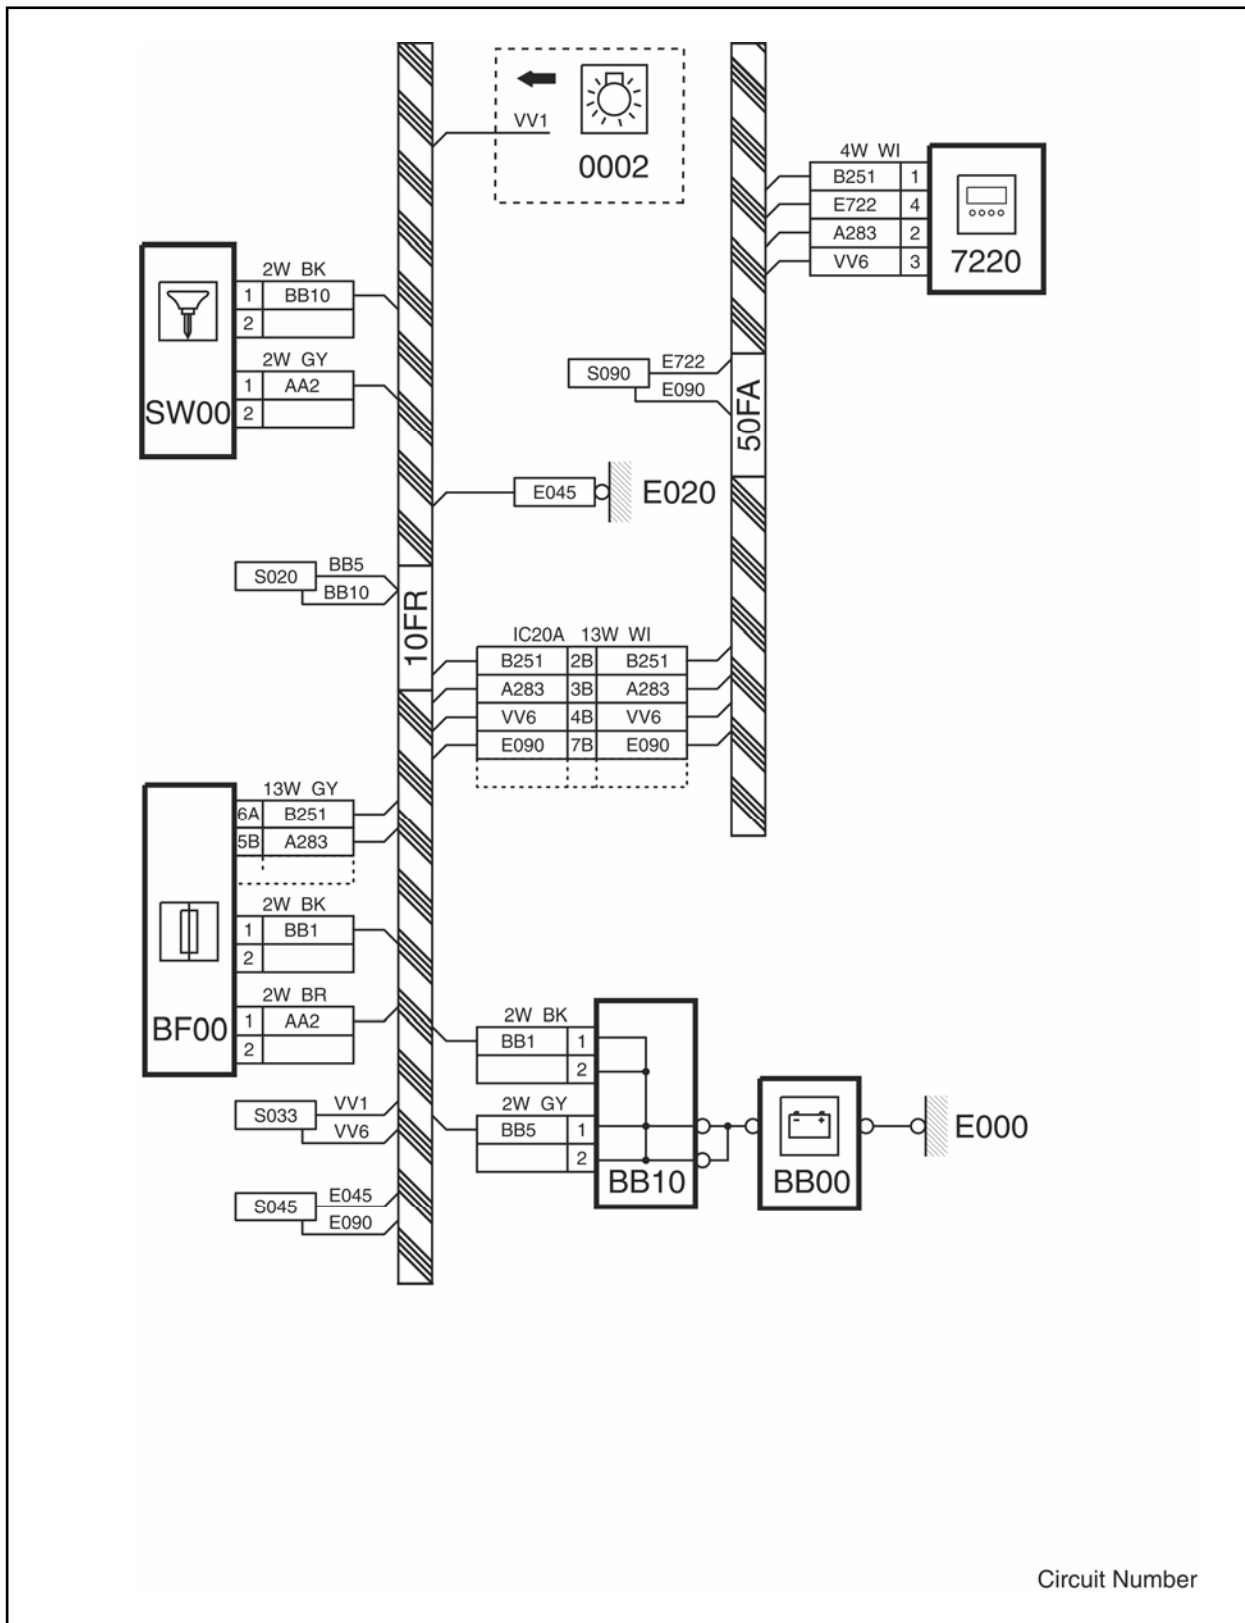 VV1
0002
4W WI
B251 1
E722 4
A283 2
VV6 3
7220
2W BK
1 BB10
2
2W GY
1 AA2
2
SW00
S090
E722
E090
50FA
E045
E020
S020
BB5
BB10
10FR
IC20A 13W WI
B251 2B B251
A283 3B A283
VV6 4B VV6
E090 7B E090
13W GY
6A B251
5B A283
2W BK
1 BB1
2
2W BR
1 AA2
2
BF00
2W BK
BB1 1
2
2W GY
BB5 1
2
BB10
- +
BB00
E000
S033
VV1
VV6
S045
E045
E090
Circuit Number